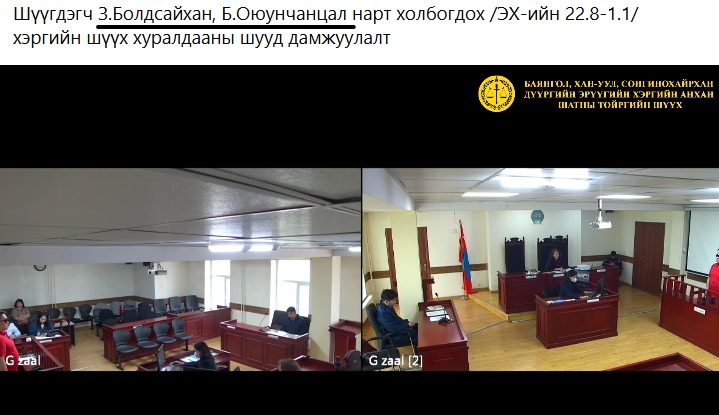 Шүүгдэгч З.Болдсайхан, Б.Оюунчанцал нарт холбогдох /ЭХ-ийн 22.8-1.1/
хэргийн шүүх хуралдааны шууд дамжуулалт
БАЯНГОЛ, ХАН-УУЛ, СОНГИНОХАЙРХАН
ДҮҮРГИЙН ЭРҮҮГИЙН ХЭРГИЙН АНХАН
ШАТНЫ ТОЙРГИЙН ШҮҮХ
G zaal
G zaal [2]